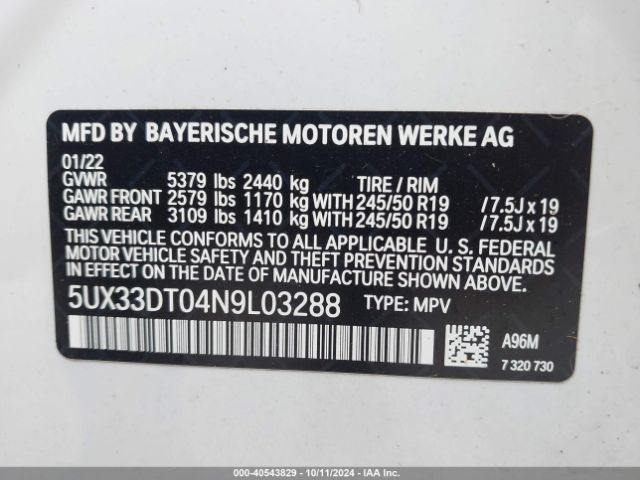 MFD BY BAYERISCHE MOTOREN WERKE AG
01/22
GVWR 5379 lbs 2440 kg TIRE / RIM
GAWR FRONT 2579 lbs 1170 kg WITH 245/50 R19 /7.5J x 19
GAWR REAR 3109 lbs 1410 kg WITH 245/50 R19 /7.5J x 19
THIS VEHICLE CONFORMS TO ALL APPLICABLE U. S. FEDERAL
MOTOR VEHICLE SAFETY AND THEFT PREVENTION
STANDARDS IN EFFECT ON THE DATE OF MANUFACTURE SHOWN ABOVE.
5UX33DT04N9L03288 TYPE: MPV
A96M
7 320 730
000-40543829 - 10/11/2024 - IAAI.COM